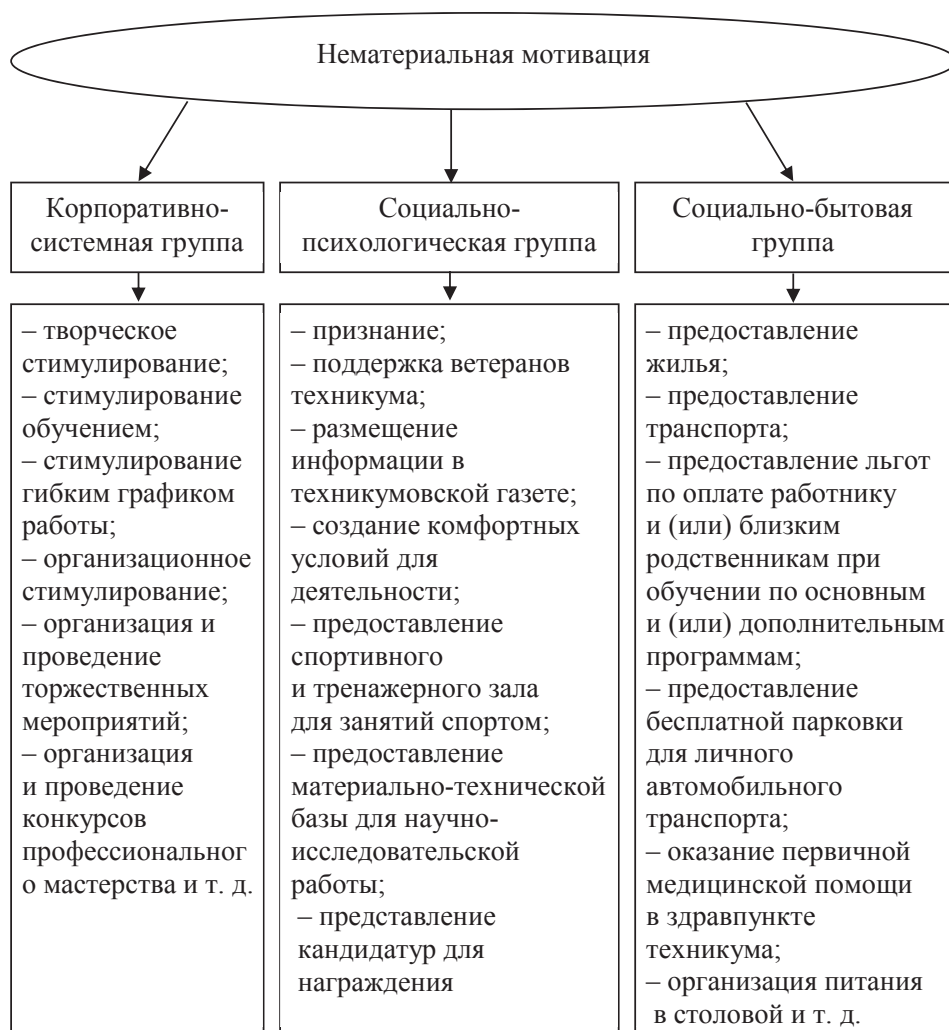 Нематериальная мотивация
Корпоративно-
системная группа
Социально-
психологическая группа
Социально-бытовая
группа
– творческое
стимулирование;
– стимулирование
обучением;
– стимулирование
гибким графиком
работы;
– организационное
стимулирование;
– организация и
проведение
торжественных
мероприятий;
– организация
и проведение
конкурсов
профессиональног
о мастерства и т. д.
– признание;
– поддержка ветеранов
техникума;
– размещение
информации в
техникумовской газете;
– создание комфортных
условий для
деятельности;
– предоставление
спортивного
и тренажерного зала
для занятий спортом;
– предоставление
материально-технической
базы для научно-
исследовательской
работы;
– представление
кандидатур для
награждения
– предоставление
жилья;
– предоставление
транспорта;
– предоставление льгот
по оплате работнику
и (или) близким
родственникам при
обучении по основным
и (или) дополнительным
программам;
– предоставление
бесплатной парковки
для личного
автомобильного
транспорта;
– оказание первичной
медицинской помощи
в здравпункте
техникума;
– организация питания
в столовой и т. д.